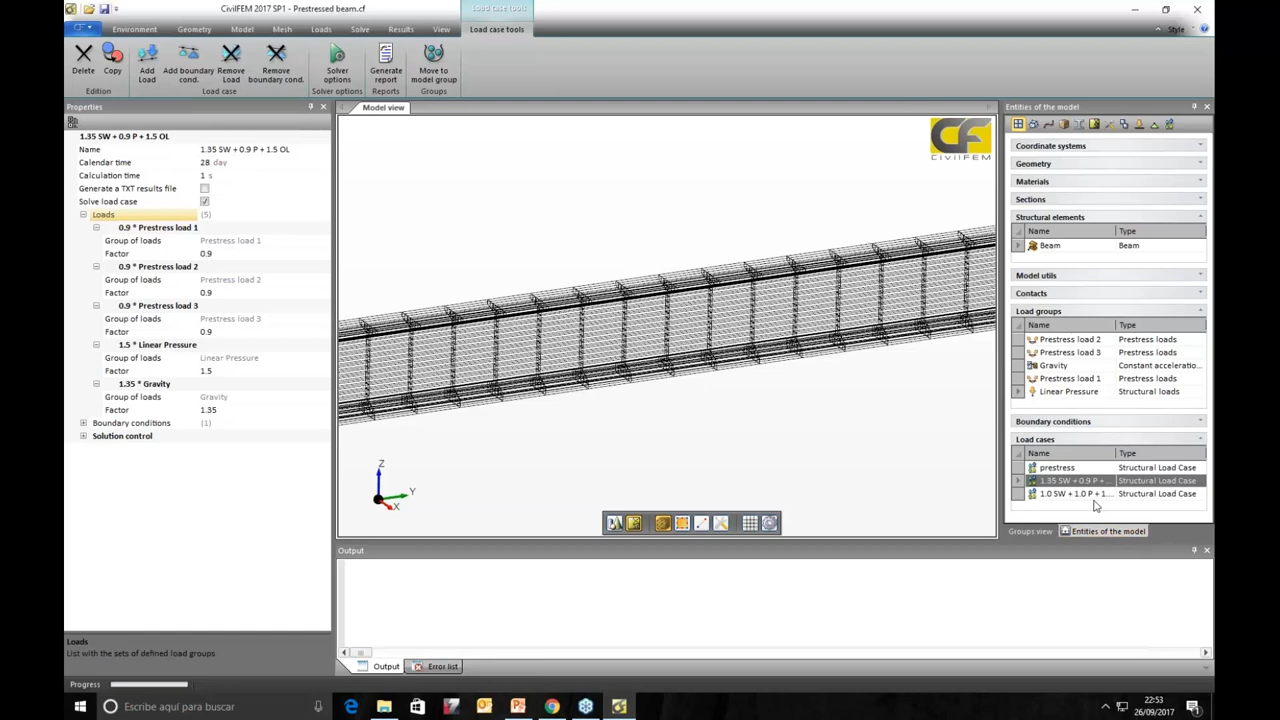 CivilFEM 2017 SP1 - Prestressed beam.cf
Load case tools
Environment Geometry Model Mesh Loads Solve Results Utils View Load case tools Style
Delete Copy
Add Load
Add boundary cond.
Remove Load
Remove boundary cond.
Solver options
Generate report
Move to model group
Edition Load case Solver options Reports Groups
Properties
1.35 SW + 0.9 P + 1.5 OL
Name 1.35 SW + 0.9 P + 1.5 OL
Calendar time 28 day
Calculation time 1 s
Generate a TXT results file
Solve load case
Loads (5)
0.9 * Prestress load 1
Group of loads Prestress load 1
Factor 0.9
0.9 * Prestress load 2
Group of loads Prestress load 2
Factor 0.9
0.9 * Prestress load 3
Group of loads Prestress load 3
Factor 0.9
1.5 * Linear Pressure
Group of loads Linear Pressure
Factor 1.5
1.35 * Gravity
Group of loads Gravity
Factor 1.35
Boundary conditions (1)
Solution control
Loads
List with the sets of defined load groups
Model view
CF
CIVILFEM
Z
Y
X
Output
Output Error list
Entities of the model
Coordinate systems
Geometry
Materials
Sections
Structural elements
Name Type
Beam Beam
Model utils
Contacts
Load groups
Name Type
Prestress load 2 Prestress loads
Prestress load 3 Prestress loads
Gravity Constant acceleratio...
Prestress load 1 Prestress loads
Linear Pressure Structural loads
Boundary conditions
Load cases
Name Type
prestress Structural Load Case
1.35 SW + 0.9 P + ... Structural Load Case
1.0 SW + 1.0 P + 1.... Structural Load Case
Groups view Entities of the model
Progress
Escribe aquí para buscar
22:53
26/09/2017